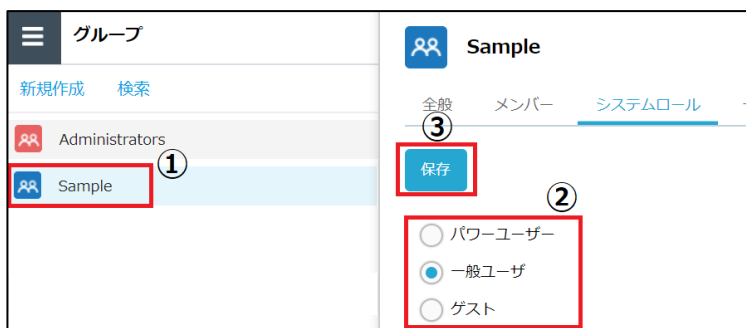 グループ
新規作成 検索
Administrators
①
Sample
Sample
全般 メンバー システムロール
③
保存
②
パワーユーザー
一般ユーザ
ゲスト